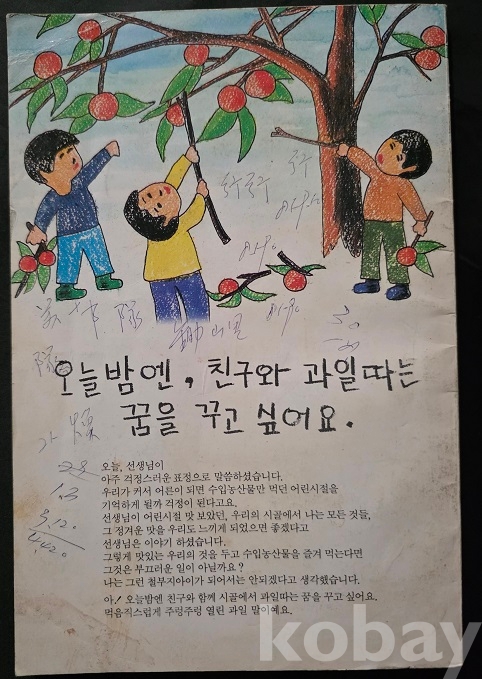 오늘밤엔, 친구와 과일따는
꿈을 꾸고 싶어요.
오늘, 선생님이
아주 걱정스러운 표정으로 말씀하셨습니다.
우리가 커서 어른이 되면 수입농산물만 먹던 어린시절을
기억하게 될까 걱정이 된다고요.
선생님이 어린시절 맛 보았던, 우리의 시골에서 나는 모든 것들,
그 정겨운 맛을 우리도 느끼게 되었으면 좋겠다고
선생님은 이야기 하셨습니다.
그렇게 맛있는 우리의 것을 두고 수입농산물을 즐겨 먹는다면
그것은 부끄러운 일이 아닐까요?
나는 그런 철부지아이가 되어서는 안되겠다고 생각했습니다.
아! 오늘밤엔 친구와 함께 시골에서 과일따는 꿈을 꾸고 싶어요.
먹음직스럽게 주렁주렁 열린 과일 말이예요.
kobay